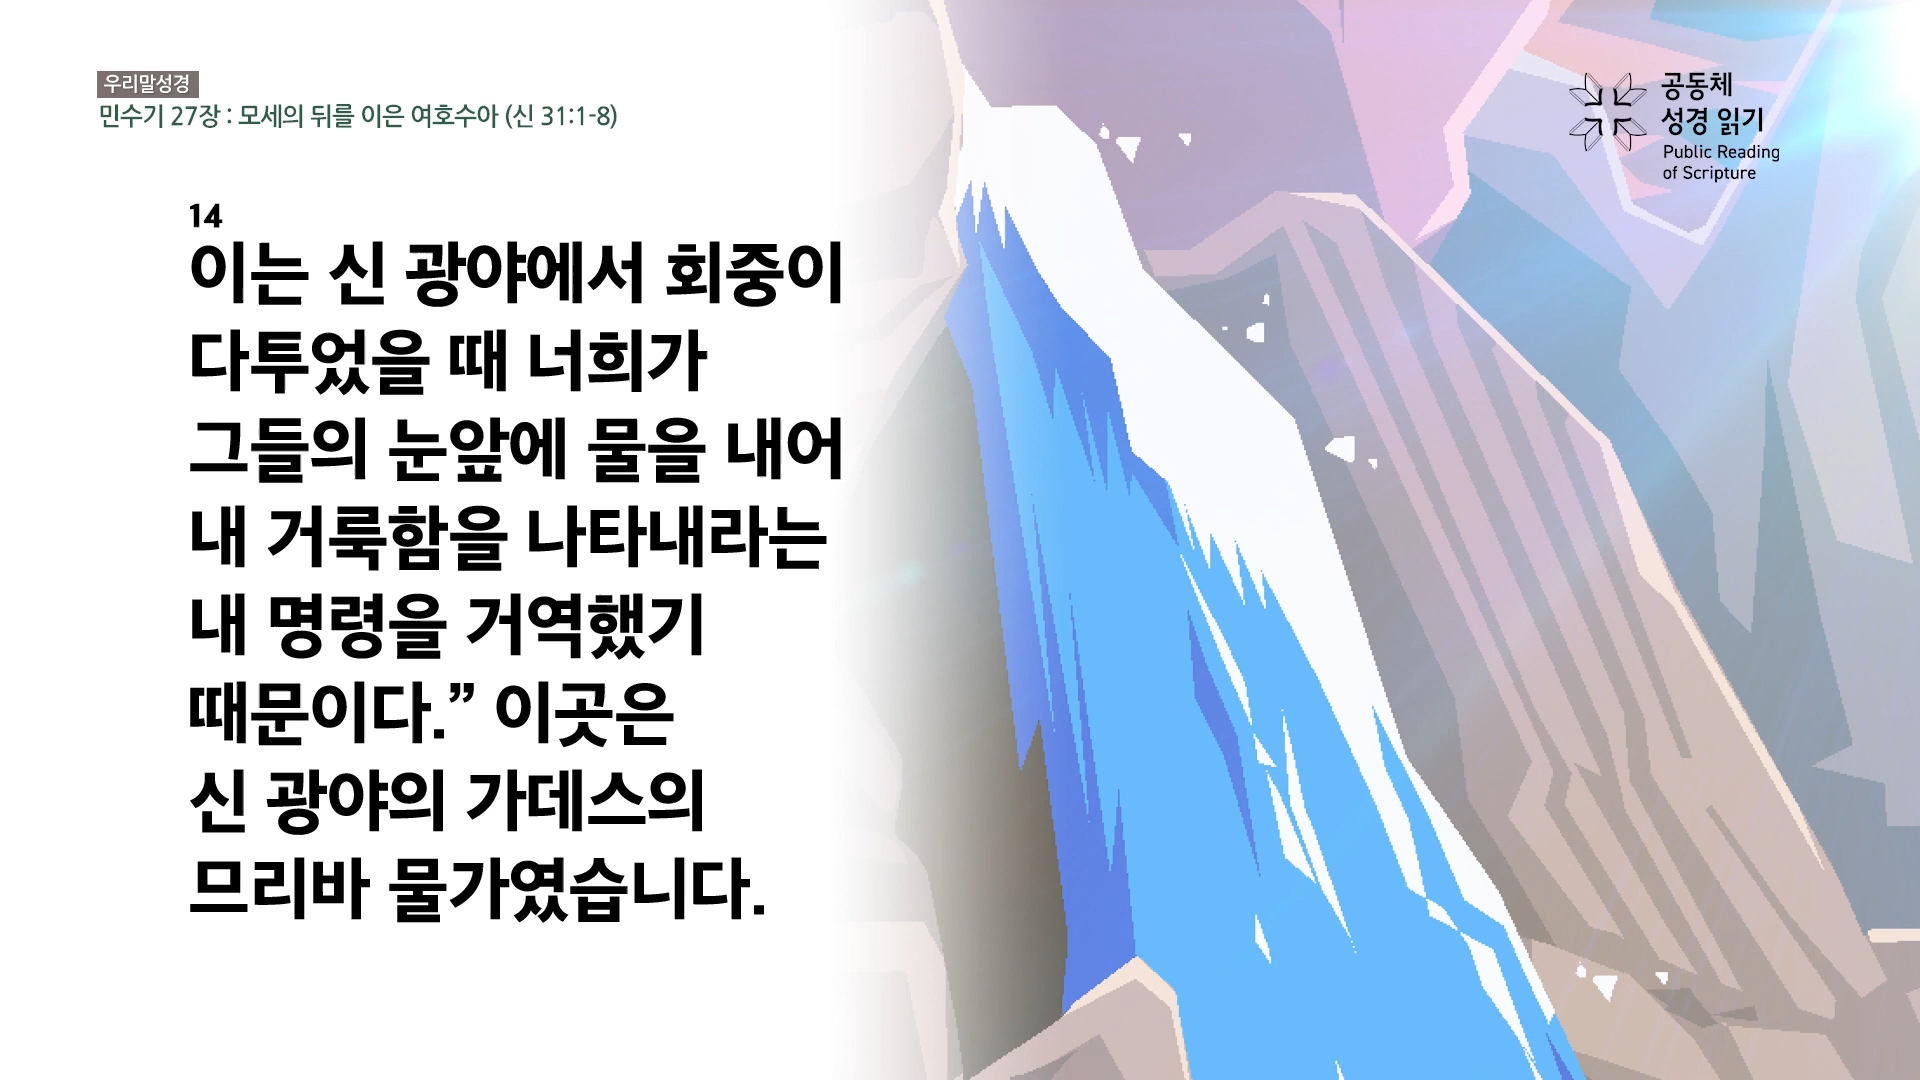 우리말성경
민수기 27장 : 모세의 뒤를 이은 여호수아 (신 31:1-8)
공동체
성경 읽기
Public Reading
of Scripture
14
이는 신 광야에서 회중이
다투었을 때 너희가
그들의 눈앞에 물을 내어
내 거룩함을 나타내라는
내 명령을 거역했기
때문이다.” 이곳은
신 광야의 가데스의
므리바 물가였습니다.